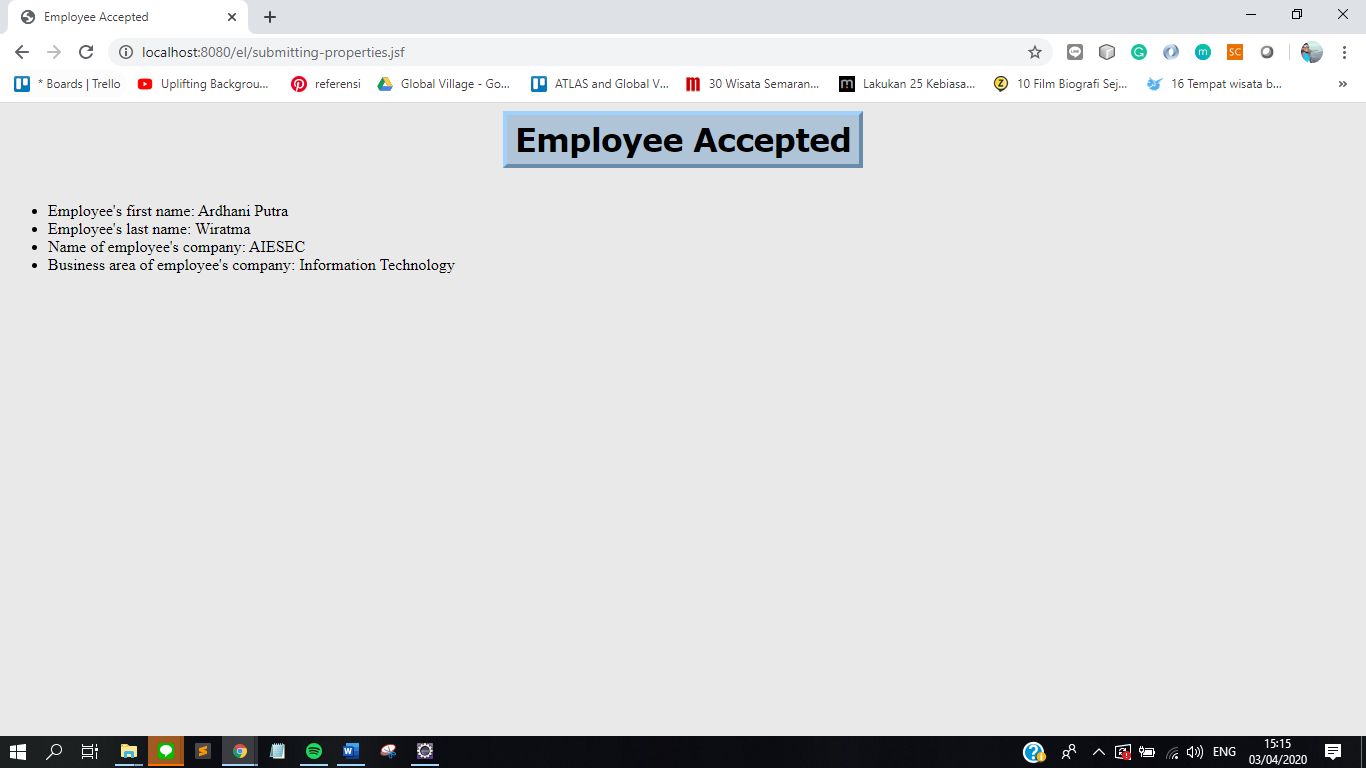 Employee Accepted
localhost:8080/el/submitting-properties.jsf
* Boards | Trello
Uplifting Backgrou...
referensi
Global Village - Go...
ATLAS and Global V...
30 Wisata Semaran...
Lakukan 25 Kebiasa...
10 Film Biografi Sej...
16 Tempat wisata b...
Employee Accepted
• Employee's first name: Ardhani Putra
• Employee's last name: Wiratma
• Name of employee's company: AIESEC
• Business area of employee's company: Information Technology
ENG
15:15
03/04/2020